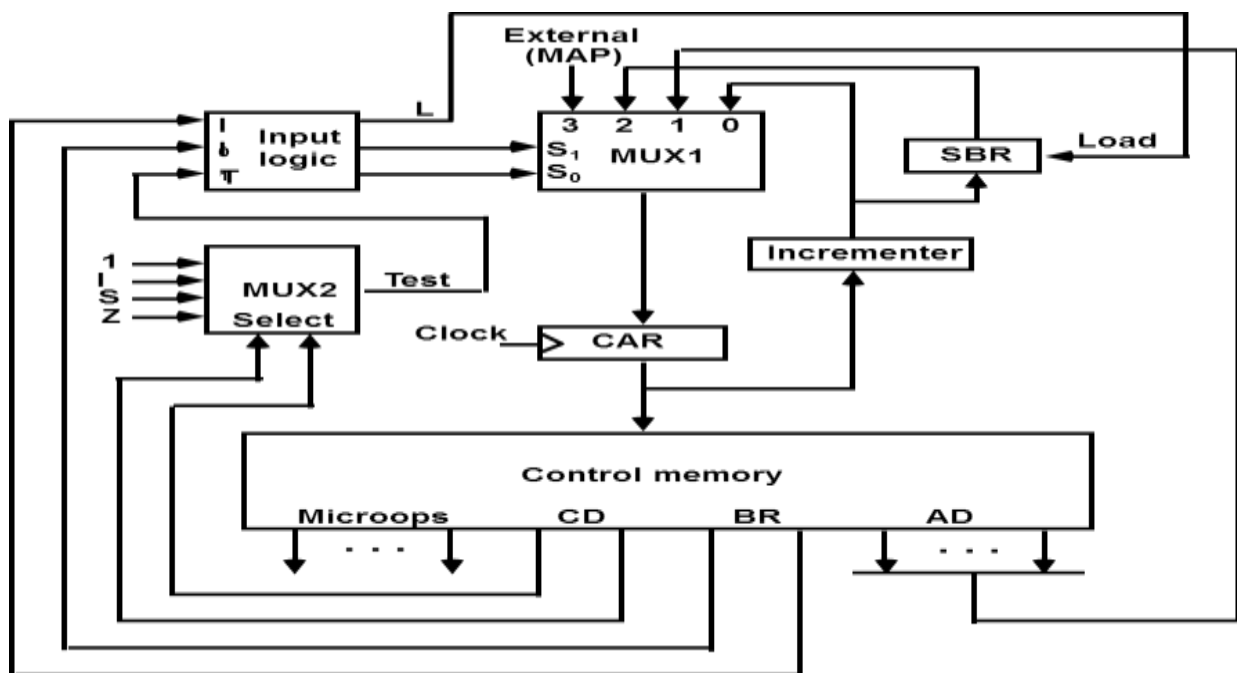 External
(MAP)
L
I
Input
logic
T
3 2 1 0
S1
S0
MUX1
SBR
Load
Incrementer
1
I
S
Z
MUX2
Select
Test
Clock
CAR
Control memory
Microops CD BR AD
- - -
- - -